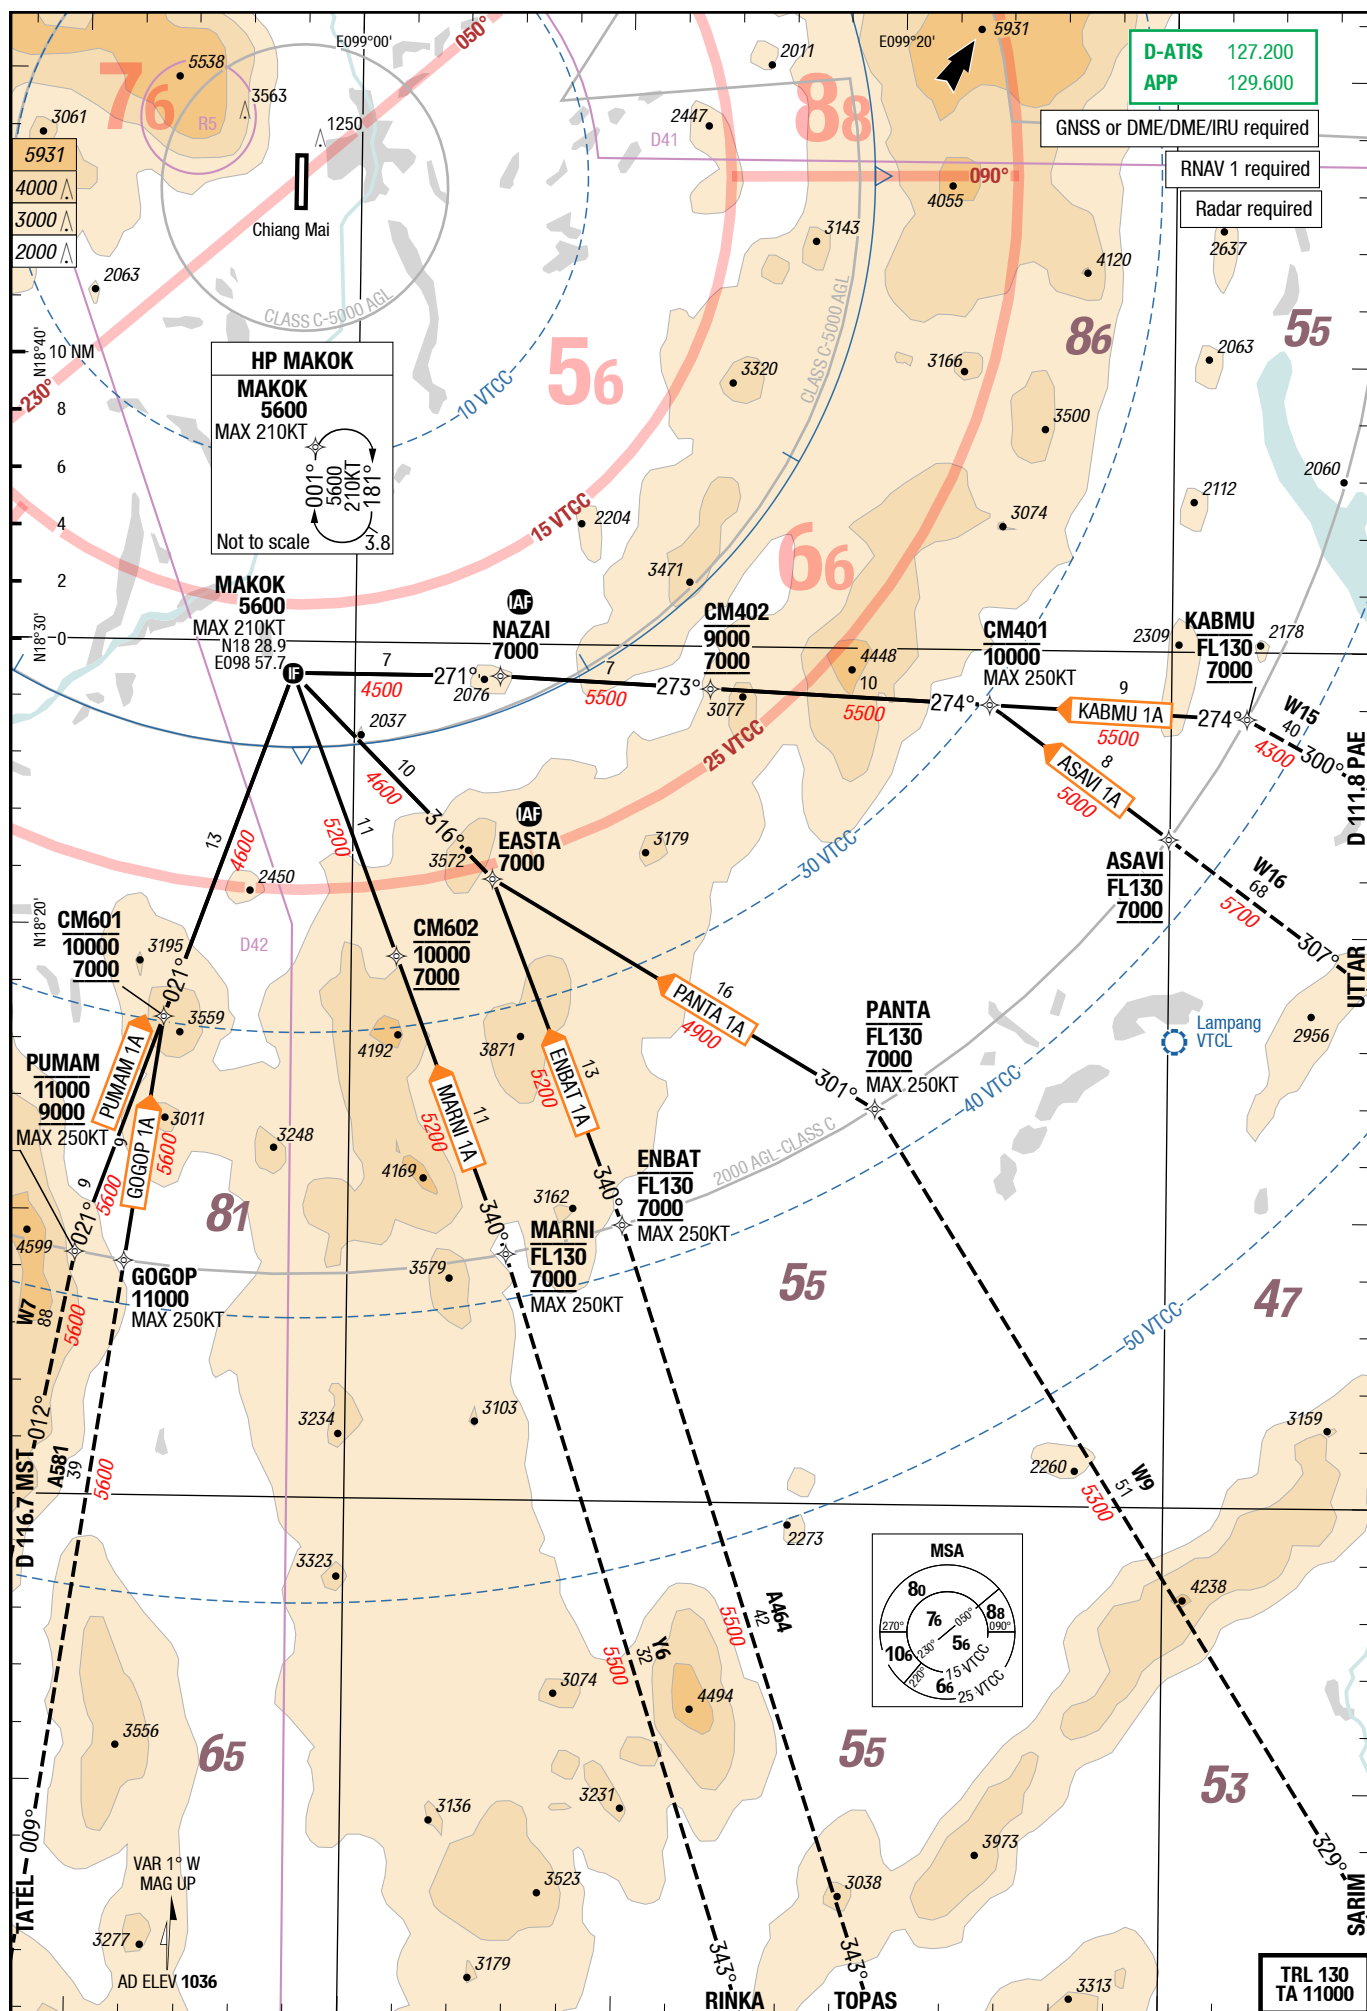 5538
76
3563
R5
3061
1250
050°
E099°00'
2011
E099°20'
5931
D-ATIS 127.200
APP 129.600
GNSS or DME/DME/IRU required
RNAV 1 required
Radar required
2447
D41
88
090°
4055
5931
4000
3000
2000
Chiang Mai
2063
CLASS C-5000 AGL
3143
CLASS C-5000 AGL
4120
2637
86
55
2063
N18°40'
10 NM
8
6
4
2
0
N18°30'
230°
10 VTCC
56
3320
3166
3500
2060
2112
3074
HP MAKOK
MAKOK
5600
MAX 210KT
001°
5600
210KT
181°
Not to scale
3.8
2204
15 VTCC
3471
66
MAKOK
5600
MAX 210KT
N18 28.9
E098 57.7
IF
7
4500
271°
2076
IAF
NAZAI
7000
7
5500
273°
CM402
9000
7000
3077
4448
10
5500
274°
CM401
10000
MAX 250KT
9
KABMU 1A
5500
274°
2309
KABMU
FL130
7000
2178
W15
40
4300
300°
D 111.8 PAE
8
ASAVI 1A
5000
ASAVI
FL130
7000
W16
68
5700
307°
UTTAR
25 VTCC
2037
10
4600
316°
3572
IAF
EASTA
7000
3179
30 VTCC
11
5200
13
4600
2450
N18°20'
D42
CM601
10000
7000
3195
021°
3559
CM602
10000
7000
4192
3871
16
PANTA 1A
4900
301°
PANTA
FL130
7000
MAX 250KT
Lampang
VTCL
2956
40 VTCC
PUMAM
11000
9000
MAX 250KT
PUMAM 1A
9
5600
GOGOP 1A
9
5600
021°
3011
3248
81
4599
GOGOP
11000
MAX 250KT
11
MARNI 1A
5200
340°
4169
13
ENBAT 1A
5200
340°
3162
ENBAT
FL130
7000
MAX 250KT
2000 AGL-CLASS C
MARNI
FL130
7000
MAX 250KT
3579
55
47
50 VTCC
W7
88
5600
012°
D 116.7 MST
A581
39
5600
3234
3103
3159
2260
W9
51
5300
2273
3323
4238
MSA
80
76
050°
88
270°
090°
56
106
230°
15 VTCC
220°
66
25 VTCC
A464
42
5500
Y6
32
5500
3074
4494
3556
65
55
53
3231
3136
3973
3523
3038
329°
SARIM
009°
TATEL
VAR 1° W
MAG UP
3277
AD ELEV 1036
3179
343°
RINKA
343°
TOPAS
3313
TRL 130
TA 11000